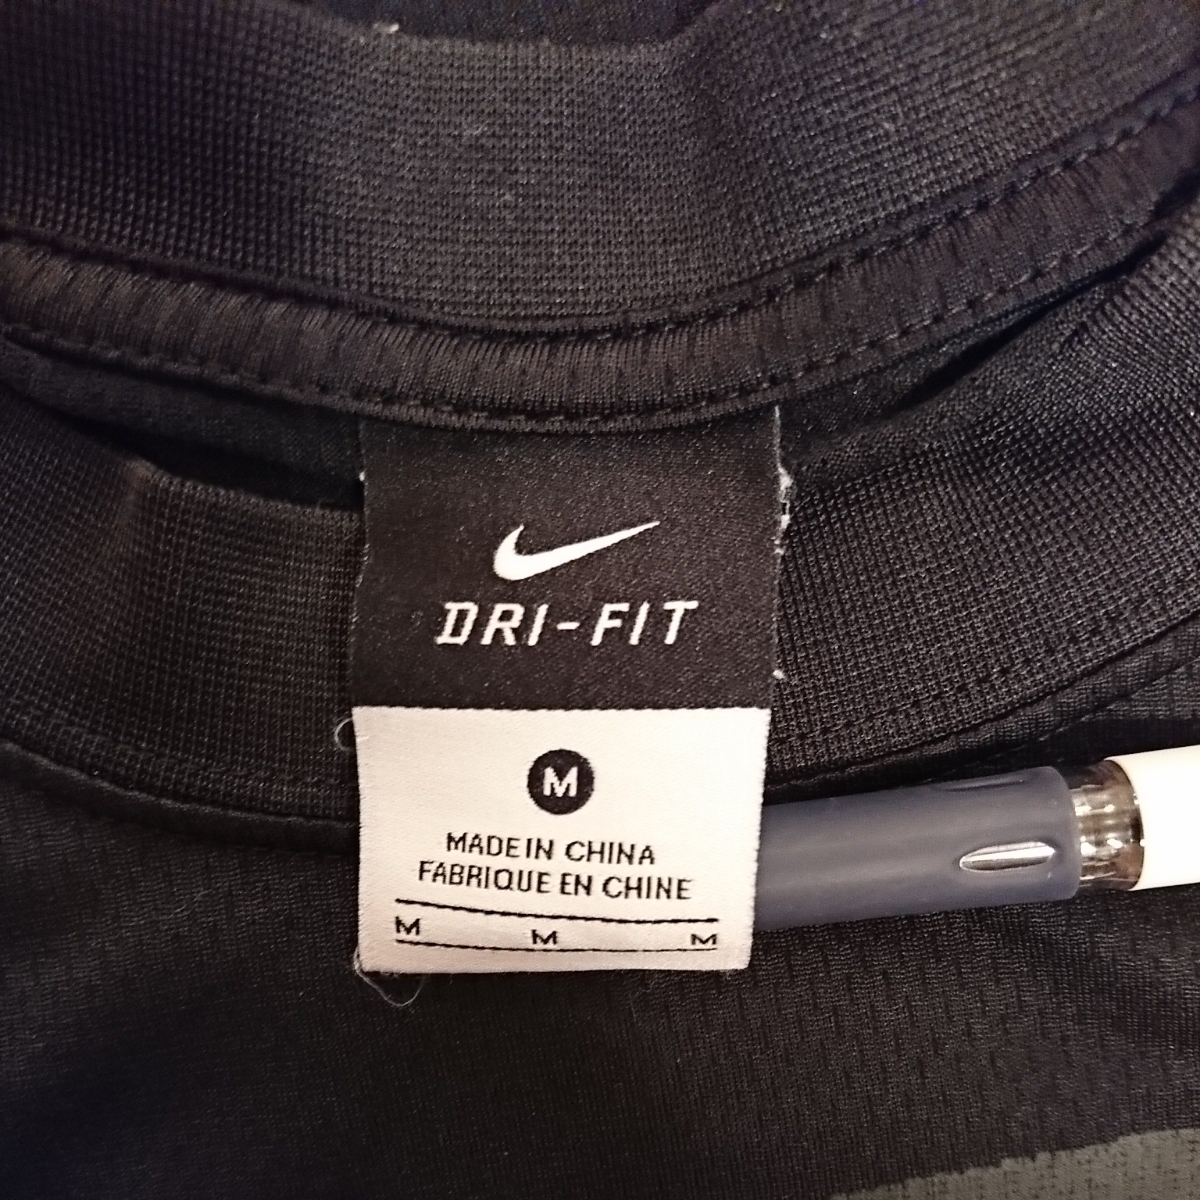 DRI-FIT
M
MADE IN CHINA
FABRIQUE EN CHINE
M M M